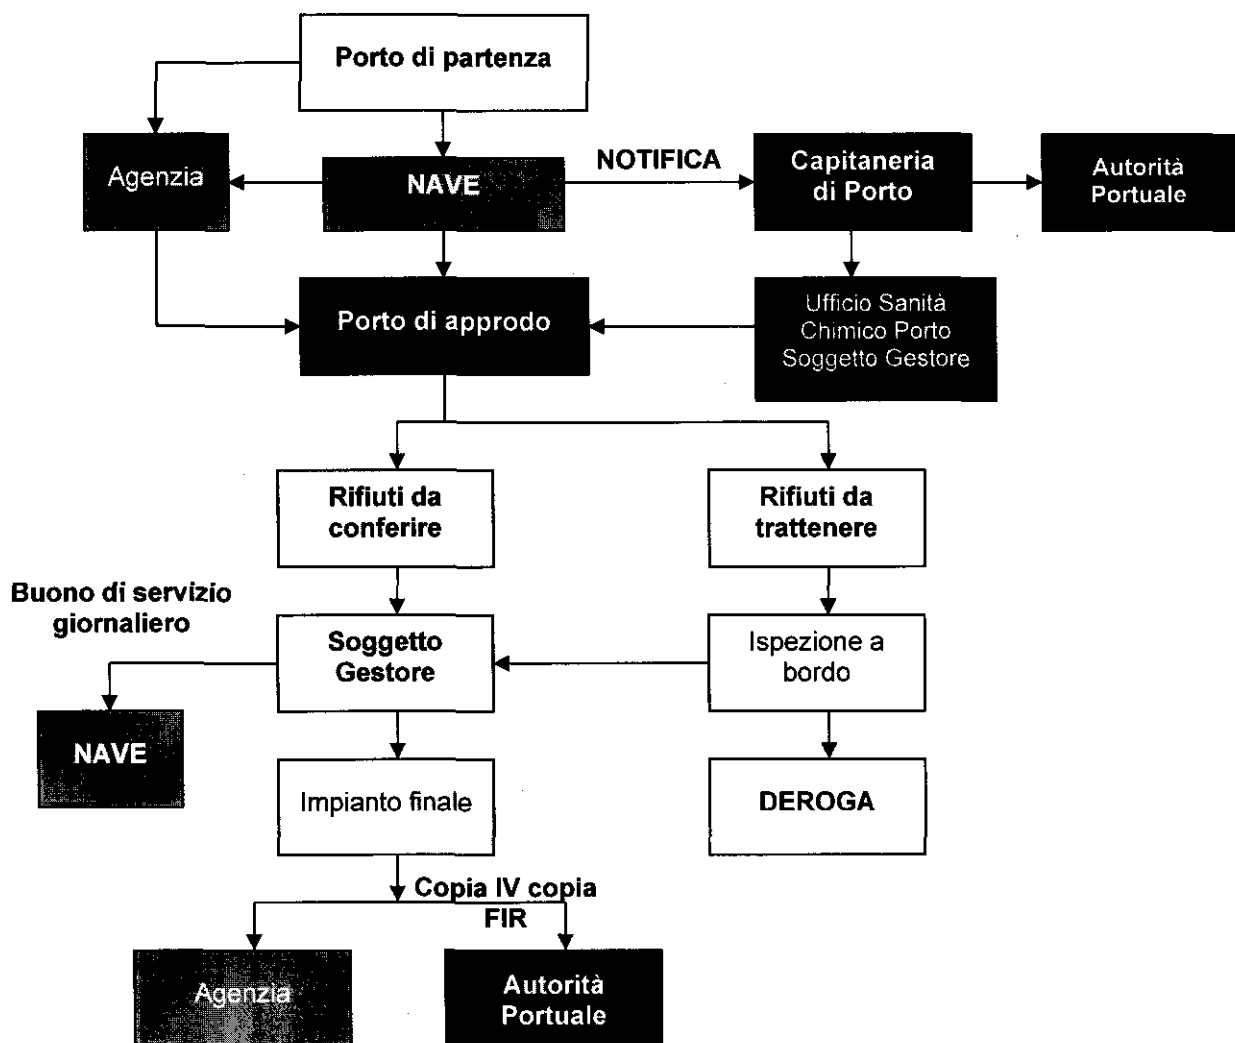 Porto di partenza
Agenzia
NAVE
NOTIFICA
Capitaneria
di Porto
Autorità
Portuale
Porto di approdo
Ufficio Sanità
Chimico Porto
Soggetto Gestore
Rifiuti da
conferire
Rifiuti da
trattenere
Buono di servizio
giornaliero
Soggetto
Gestore
Ispezione a
bordo
NAVE
Impianto finale
DEROGA
Copia IV copia
FIR
Agenzia
Autorità
Portuale